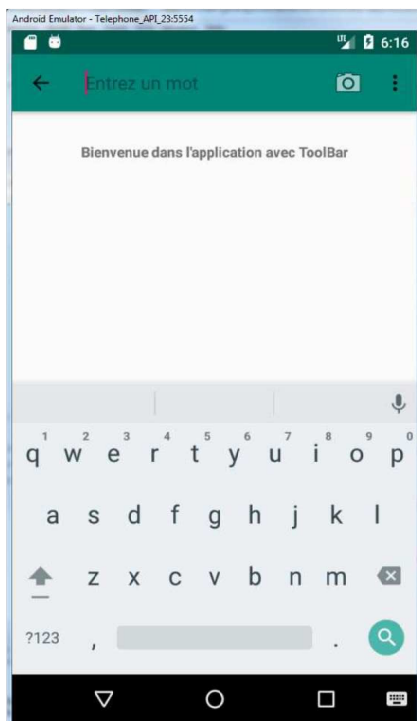 Android Emulator - Telephone_API_23:5554
LTE 6:16
Entrez un mot
Bienvenue dans l'application avec ToolBar
1 2 3 4 5 6 7 8 9 0
q w e r t y u i o p
a s d f g h j k l
z x c v b n m
?123 , .